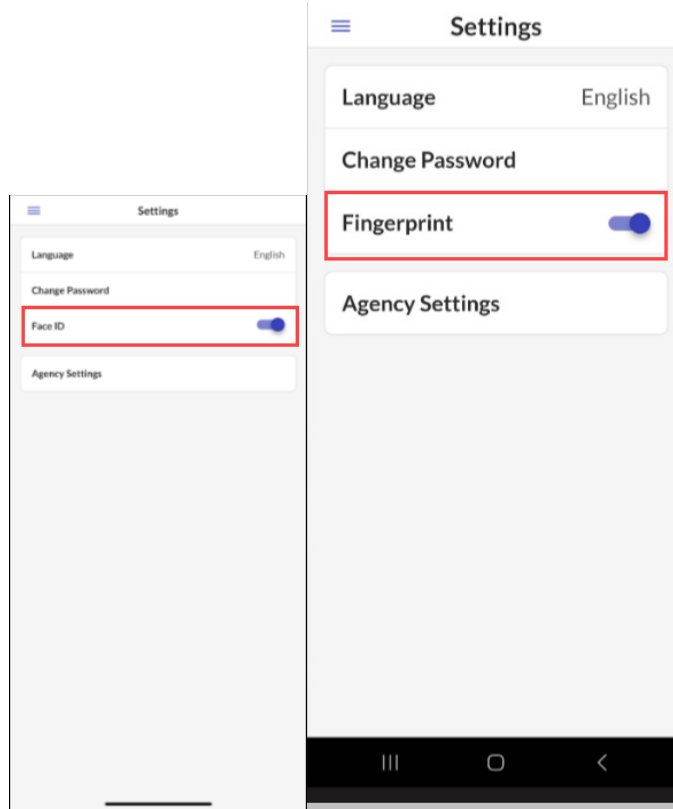 Settings
Language English
Change Password
Face ID
Agency Settings
Settings
Language English
Change Password
Fingerprint
Agency Settings